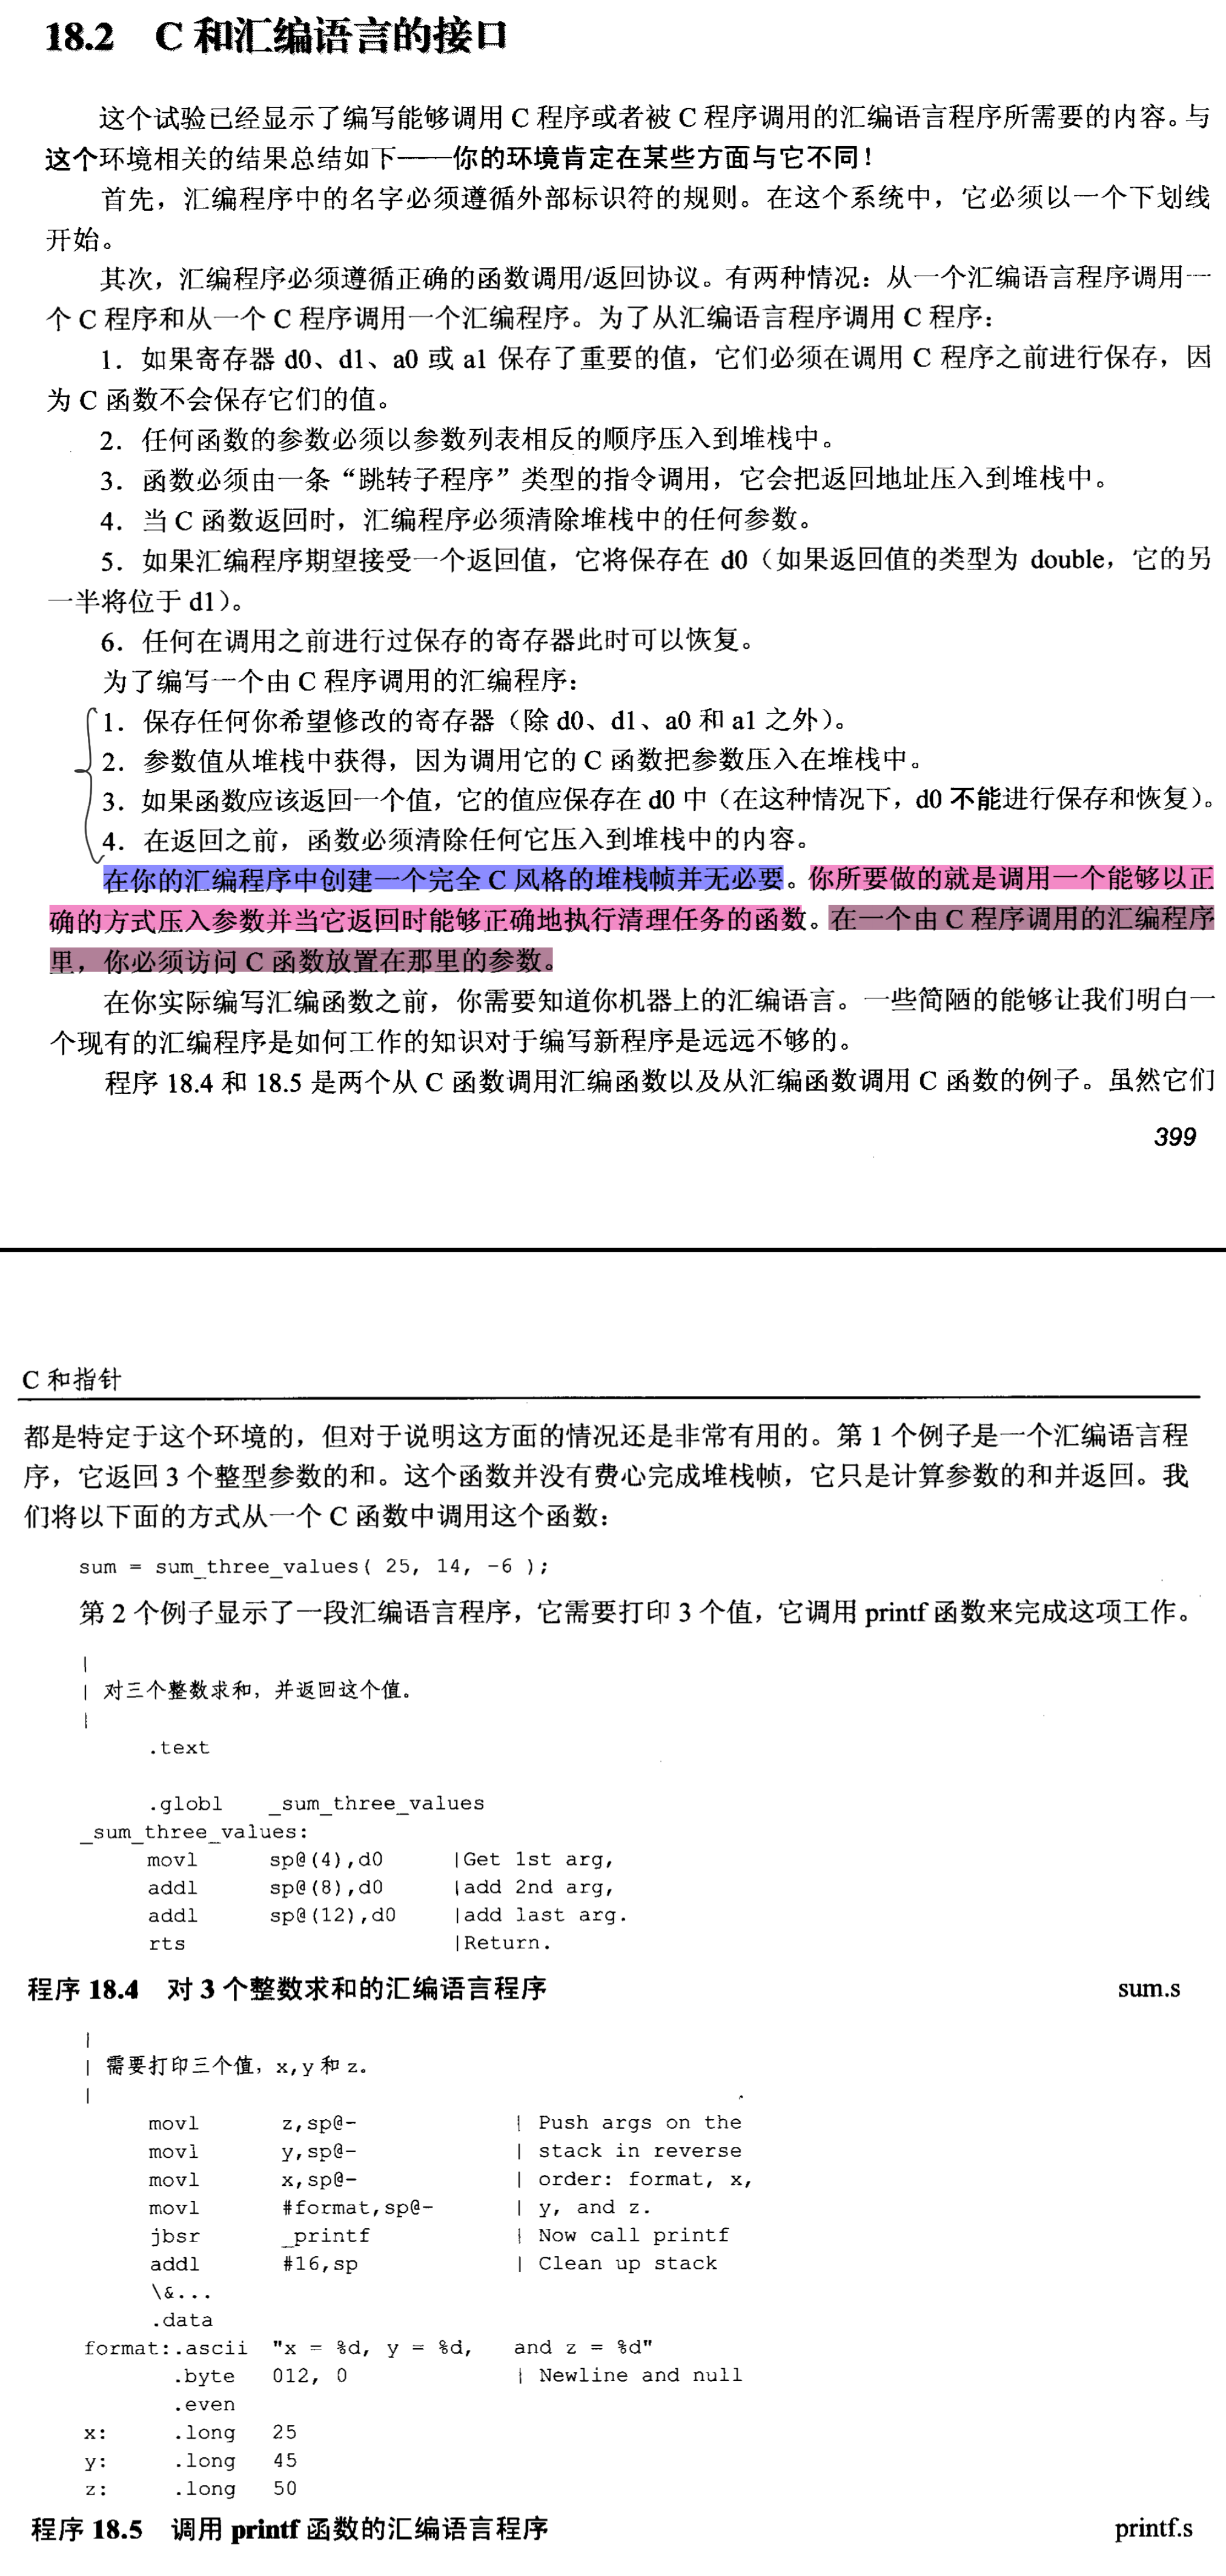 18.2 C 和汇编语言的接口
这个试验已经显示了编写能够调用 C 程序或者被 C 程序调用的汇编语言程序所需要的内容。与
这个环境相关的结果总结如下——你的环境肯定在某些方面与它不同！
首先，汇编程序中的名字必须遵循外部标识符的规则。在这个系统中，它必须以一个下划线
开始。
其次，汇编程序必须遵循正确的函数调用/返回协议。有两种情况：从一个汇编语言程序调用一
个 C 程序和从一个 C 程序调用一个汇编程序。为了从汇编语言程序调用 C 程序：
1．如果寄存器 d0、d1、a0 或 a1 保存了重要的值，它们必须在调用 C 程序之前进行保存，因
为 C 函数不会保存它们的值。
2．任何函数的参数必须以参数列表相反的顺序压入到堆栈中。
3．函数必须由一条“跳转子程序”类型的指令调用，它会把返回地址压入到堆栈中。
4．当 C 函数返回时，汇编程序必须清除堆栈中的任何参数。
5．如果汇编程序期望接受一个返回值，它将保存在 d0（如果返回值的类型为 double，它的另
一半将位于 d1）。
6．任何在调用之前进行过保存的寄存器此时可以恢复。
为了编写一个由 C 程序调用的汇编程序：
1．保存任何你希望修改的寄存器（除 d0、d1、a0 和 a1 之外）。
2．参数值从堆栈中获得，因为调用它的 C 函数把参数压入在堆栈中。
3．如果函数应该返回一个值，它的值应保存在 d0 中（在这种情况下，d0 不能进行保存和恢复）。
4．在返回之前，函数必须清除任何它压入到堆栈中的内容。
在你的汇编程序中创建一个完全 C 风格的堆栈帧并无必要。你所要做的就是调用一个能够以正
确的方式压入参数并当它返回时能够正确地执行清理任务的函数。在一个由 C 程序调用的汇编程序
里，你必须访问 C 函数放置在那里的参数。
在你实际编写汇编函数之前，你需要知道你机器上的汇编语言。一些简陋的能够让我们明白一
个现有的汇编程序是如何工作的知识对于编写新程序是远远不够的。
程序 18.4 和 18.5 是两个从 C 函数调用汇编函数以及从汇编函数调用 C 函数的例子。虽然它们
399
C 和指针
都是特定于这个环境的，但对于说明这方面的情况还是非常有用的。第 1 个例子是一个汇编语言程
序，它返回 3 个整型参数的和。这个函数并没有费心完成堆栈帧，它只是计算参数的和并返回。我
们将以下面的方式从一个 C 函数中调用这个函数：
sum = sum_three_values( 25, 14, -6 );
第 2 个例子显示了一段汇编语言程序，它需要打印 3 个值，它调用 printf 函数来完成这项工作。
|
| 对三个整数求和，并返回这个值。
|
.text
.globl _sum_three_values
_sum_three_values:
movl sp@(4),d0 |Get 1st arg,
addl sp@(8),d0 |add 2nd arg,
addl sp@(12),d0 |add last arg.
rts |Return.
程序 18.4 对 3 个整数求和的汇编语言程序 sum.s
|
| 需要打印三个值，x,y 和 z。
|
movl z,sp@- | Push args on the
movl y,sp@- | stack in reverse
movl x,sp@- | order: format, x,
movl #format,sp@- | y, and z.
jbsr _printf | Now call printf
addl #16,sp | Clean up stack
\&...
.data
format:.ascii "x = %d, y = %d, and z = %d"
.byte 012, 0 | Newline and null
.even
x: .long 25
y: .long 45
z: .long 50
程序 18.5 调用 printf 函数的汇编语言程序 printf.s